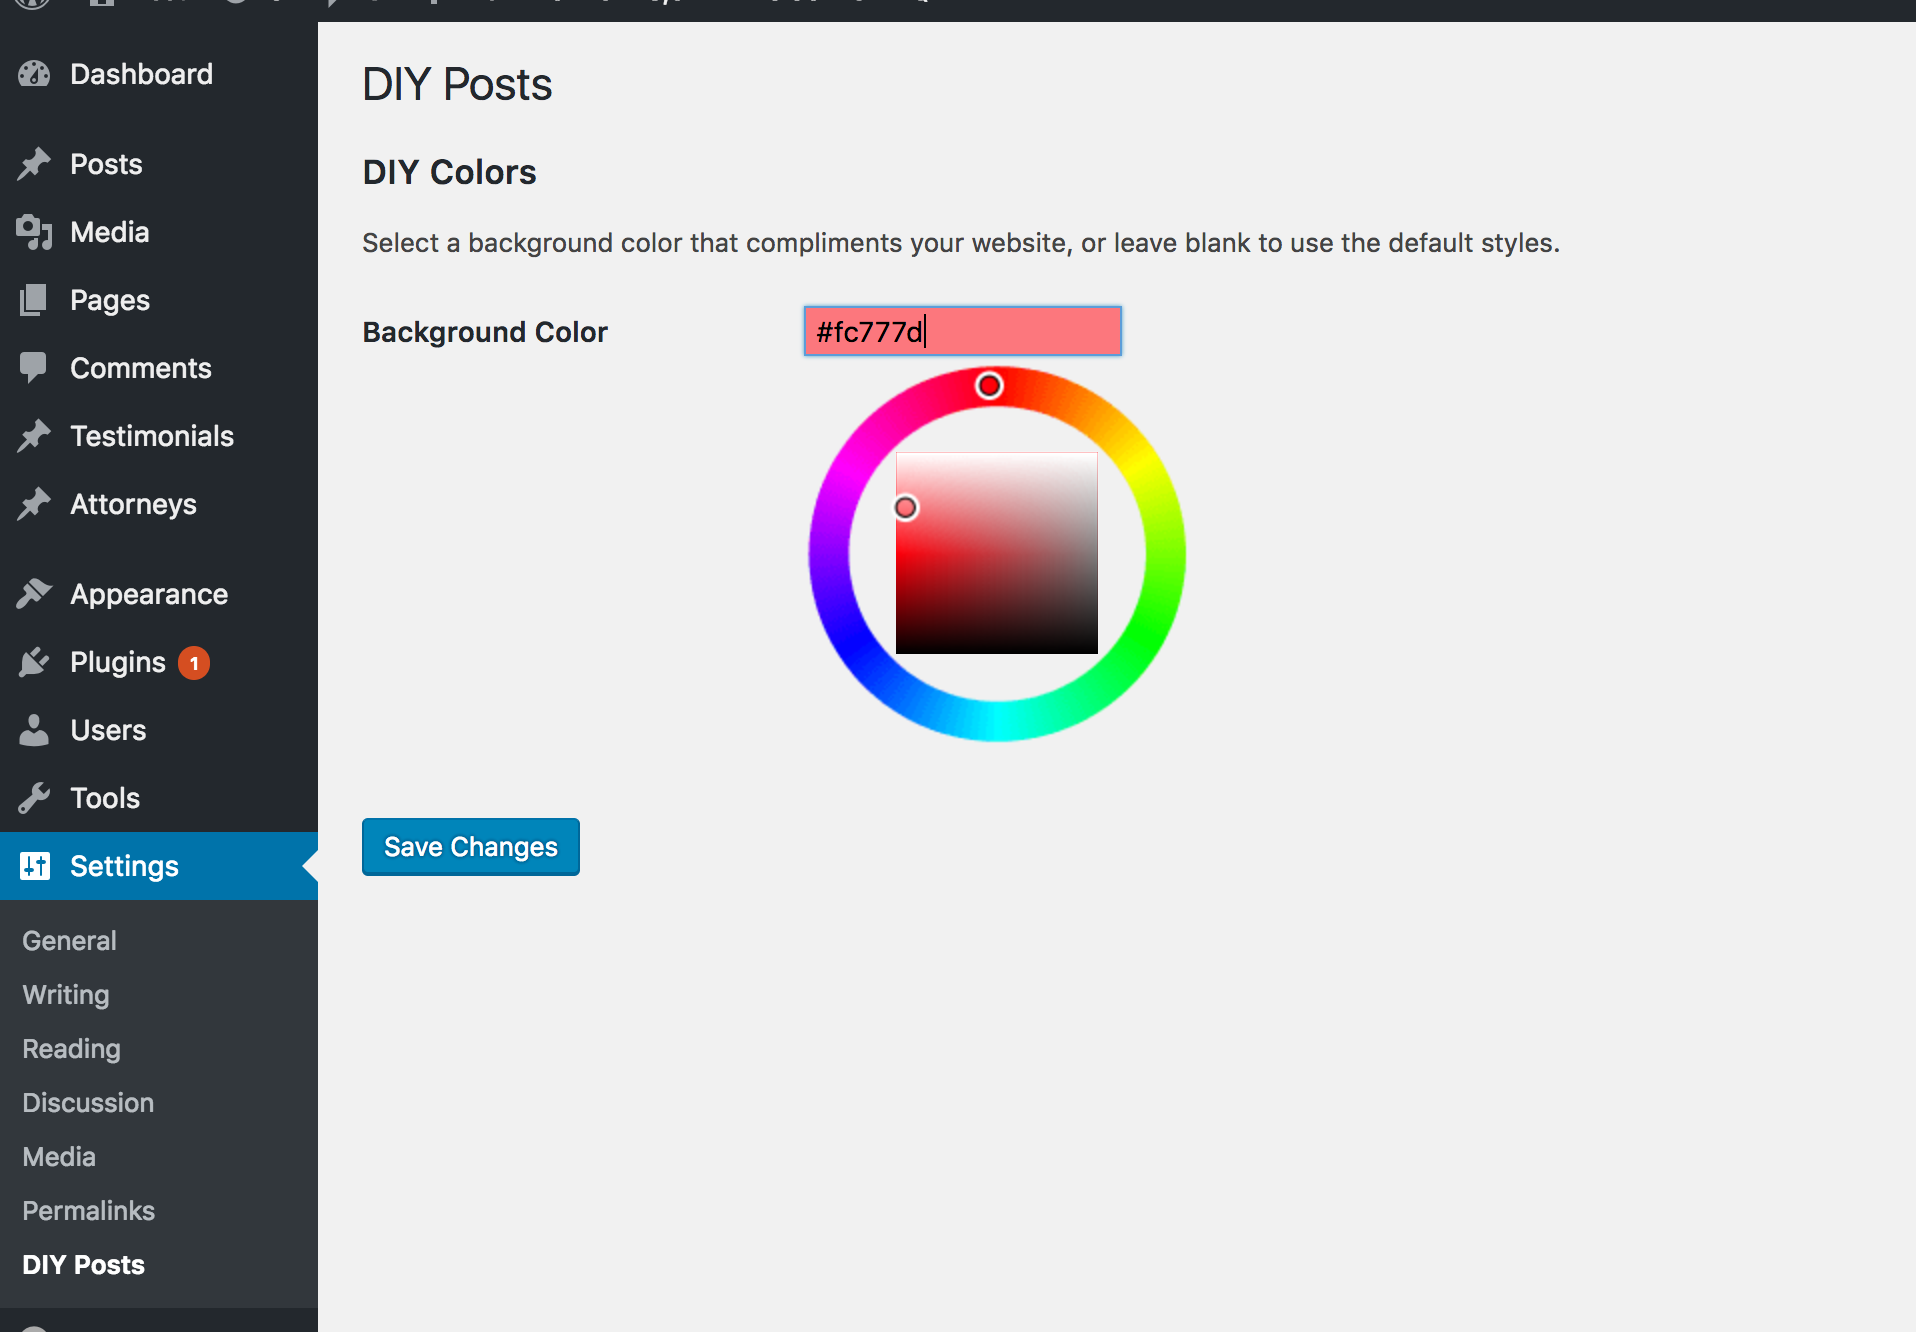 Dashboard
Posts
Media
Pages
Comments
Testimonials
Attorneys
Appearance
Plugins 1
Users
Tools
Settings
General
Writing
Reading
Discussion
Media
Permalinks
DIY Posts
DIY Posts
DIY Colors
Select a background color that compliments your website, or leave blank to use the default styles.
Background Color
#fc777d
Save Changes